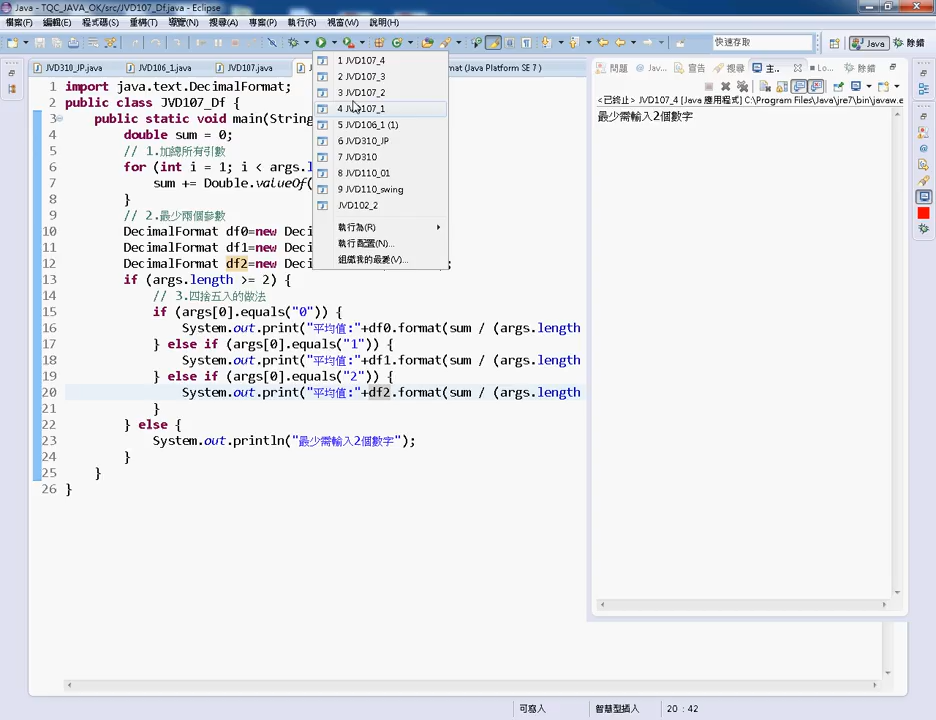 Java - TQC_JAVA_OK/src/JVD107_Df.java - Eclipse
檔案(F) 編輯(E) 程式碼(S) 重構(T) 導覽(N) 搜尋(A) 專案(P) 執行(R) 視窗(W) 說明(H)
快速存取
Java
除錯
JVD310_JP.java
JVD106_1.java
JVD107.java
mat (Java Platform SE 7 )
1 import java.text.DecimalFormat;
2 public class JVD107_Df {
3 public static void main(String
4 double sum = 0;
5 // 1.加總所有引數
6 for (int i = 1; i < args.
7 sum += Double.valueOf(
8 }
9 // 2.最少兩個參數
10 DecimalFormat df0=new Deci
11 DecimalFormat df1=new Deci
12 DecimalFormat df2=new Dec
13 if (args.length >= 2) {
14 // 3.四捨五入的做法
15 if (args[0].equals("0")) {
16 System.out.print("平均值:"+df0.format(sum / (args.length
17 } else if (args[0].equals("1")) {
18 System.out.print("平均值:"+df1.format(sum / (args.length
19 } else if (args[0].equals("2")) {
20 System.out.print("平均值:"+df2.format(sum / (args.length
21 }
22 } else {
23 System.out.println("最少需輸入2個數字");
24 }
25 }
26 }
1 JVD107_4
2 JVD107_3
3 JVD107_2
4 JVD107_1
5 JVD106_1 (1)
6 JVD310_JP
7 JVD310
8 JVD110_01
9 JVD110_swing
JVD102_2
執行為(R)
執行配置(N)...
組織我的最愛(V)...
問題 Jav... 宣告 搜尋 主... Lo... 除錯
<已終止> JVD107_4 [Java 應用程式] C:\Program Files\Java\jre7\bin\javaw.e
最少需輸入2個數字
可寫入
智慧型插入
20 : 42